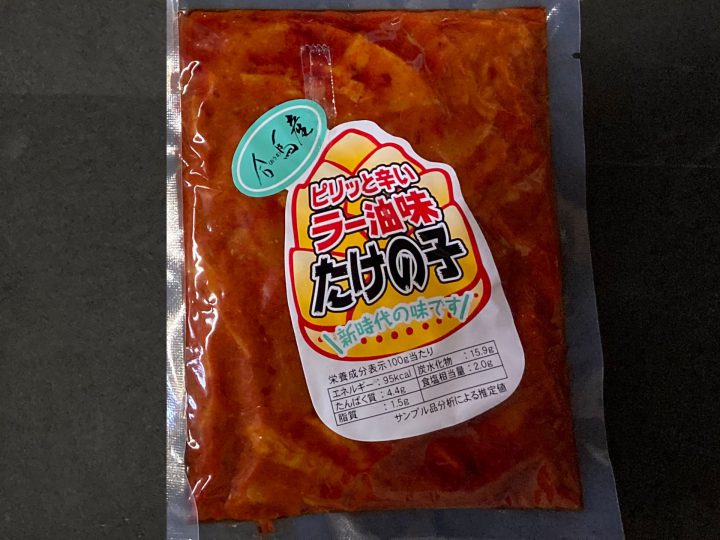 合馬産
ピリッと辛い
ラー油味
たけの子
新時代の味です
栄養成分表示100g当たり
エネルギー:95kcal 炭水化物 :15.9g
たんぱく質 :4.4g 食塩相当量:2.0g
脂質 :1.5g
サンプル品分析による推定値